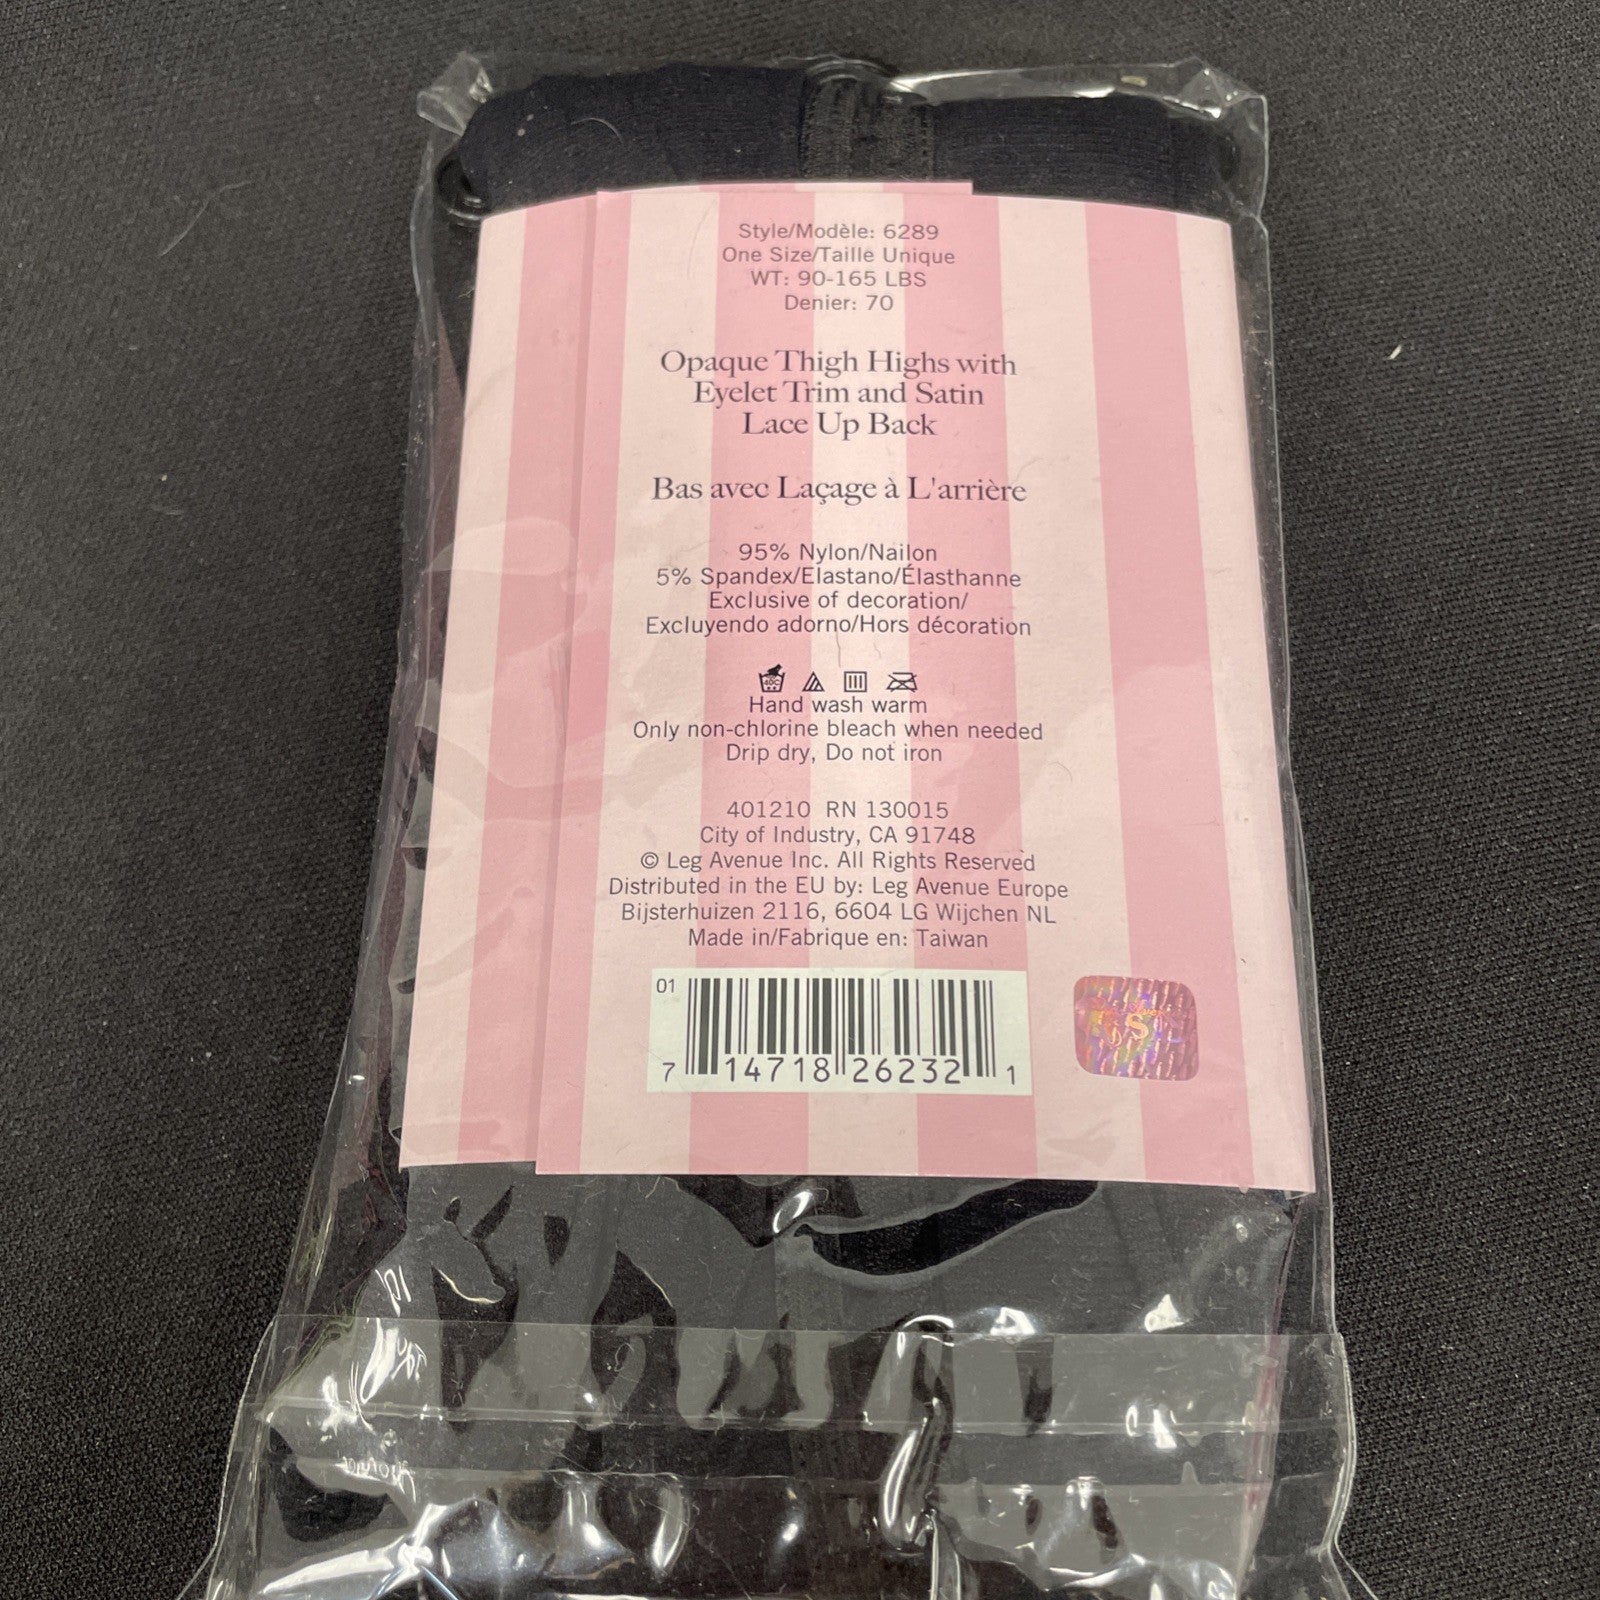 Style/Modèle: 6289
One Size/Taille Unique
WT: 90-165 LBS
Denier: 70
Opaque Thigh Highs with
Eyelet Trim and Satin
Lace Up Back
Bas avec Laçage à L'arrière
95% Nylon/Nailon
5% Spandex/Elastano/Élasthanne
Exclusive of decoration/
Excluyendo adorno/Hors décoration
40C
Hand wash warm
Only non-chlorine bleach when needed
Drip dry, Do not iron
401210 RN 130015
City of Industry, CA 91748
© Leg Avenue Inc. All Rights Reserved
Distributed in the EU by: Leg Avenue Europe
Bijsterhuizen 2116, 6604 LG Wijchen NL
Made in/Fabrique en: Taiwan
01
7 14718 26232 1